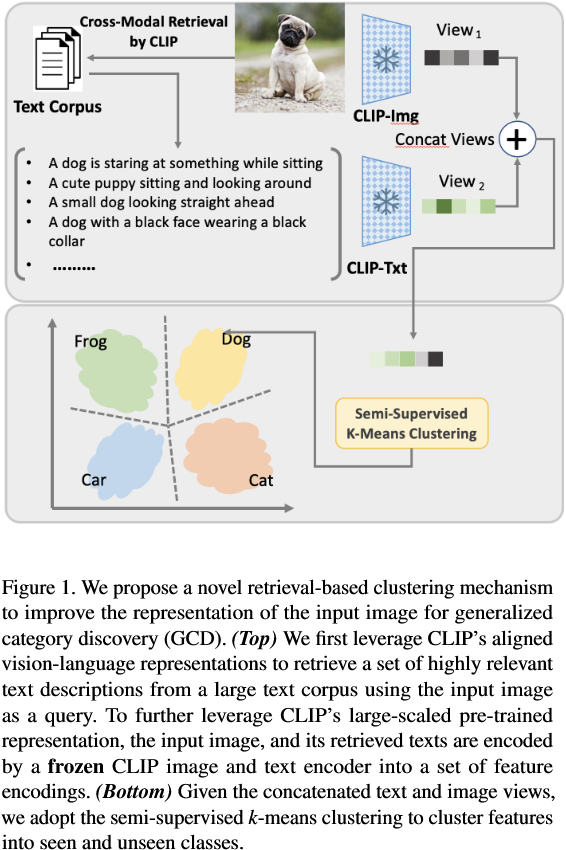 Cross-Modal Retrieval
by CLIP
Text Corpus
CLIP-Img
View 1
Concat Views
+
View 2
CLIP-Txt
• A dog is staring at something while sitting
• A cute puppy sitting and looking around
• A small dog looking straight ahead
• A dog with a black face wearing a black
collar
• ………
Frog
Dog
Car
Cat
Semi-Supervised
K-Means Clustering
Figure 1. We propose a novel retrieval-based clustering mechanism
to improve the representation of the input image for generalized
category discovery (GCD). (Top) We first leverage CLIP's aligned
vision-language representations to retrieve a set of highly relevant
text descriptions from a large text corpus using the input image
as a query. To further leverage CLIP's large-scaled pre-trained
representation, the input image, and its retrieved texts are encoded
by a frozen CLIP image and text encoder into a set of feature
encodings. (Bottom) Given the concatenated text and image views,
we adopt the semi-supervised k-means clustering to cluster features
into seen and unseen classes.